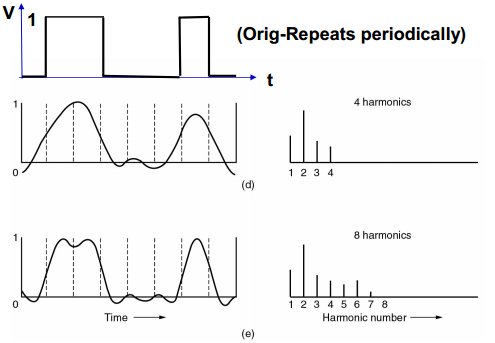 V
1
(Orig-Repeats periodically)
t
1
0
4 harmonics
1 2 3 4
(d)
1
0
8 harmonics
1 2 3 4 5 6 7 8
Time
Harmonic number
(e)